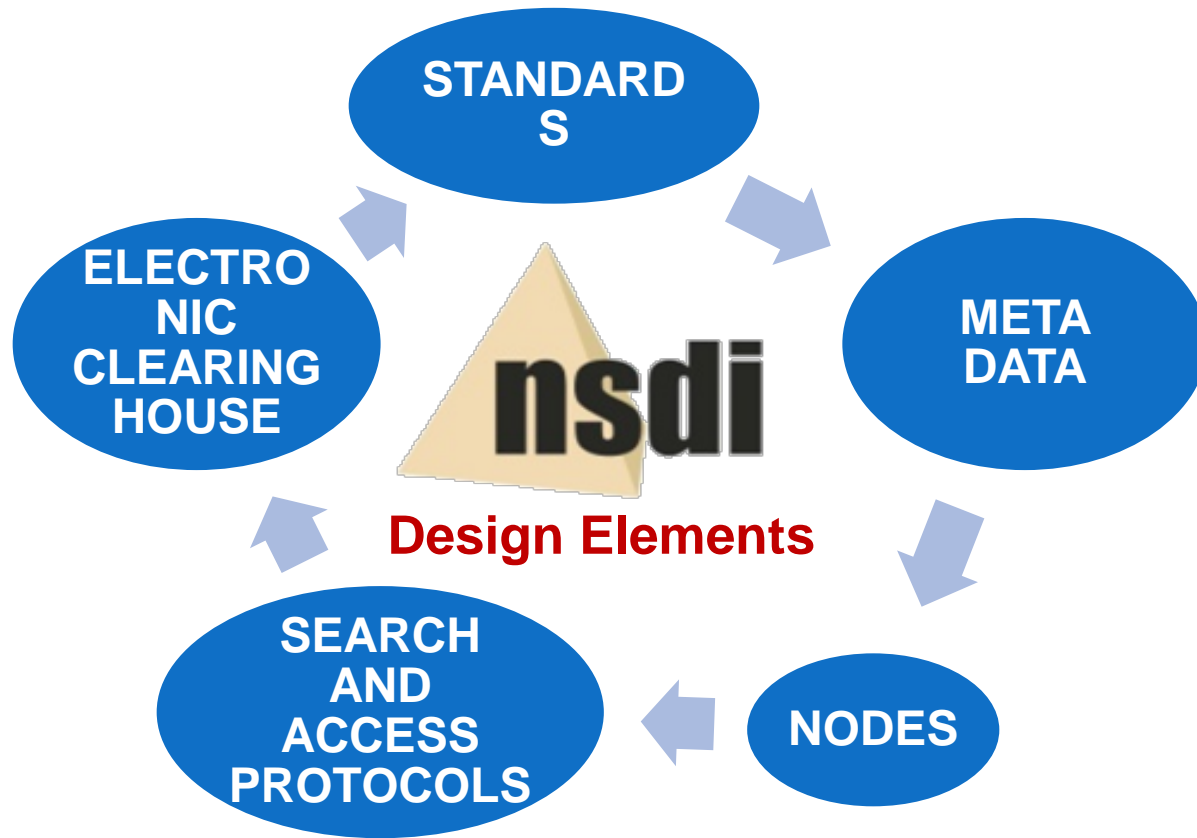 STANDARD
S
META
DATA
NODES
SEARCH
AND
ACCESS
PROTOCOLS
ELECTRO
NIC
CLEARING
HOUSE
nsdi
Design Elements